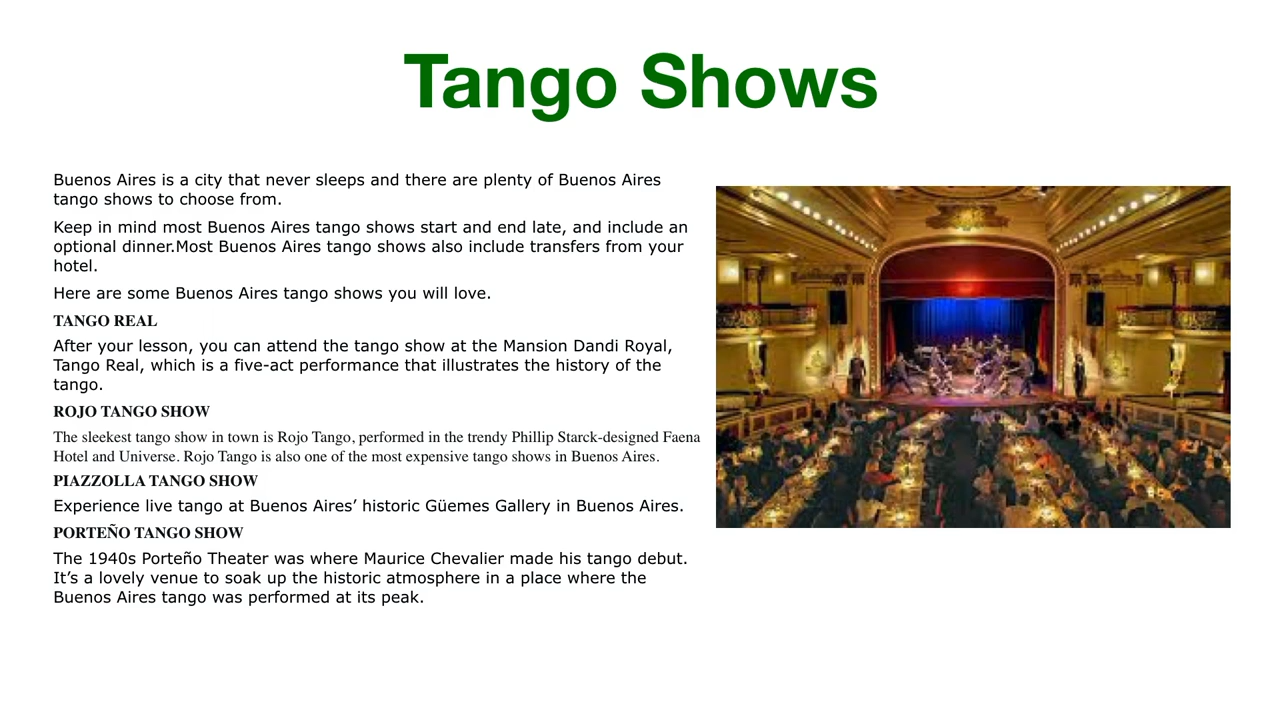 Tango Shows
Buenos Aires is a city that never sleeps and there are plenty of Buenos Aires
tango shows to choose from.
Keep in mind most Buenos Aires tango shows start and end late, and include an
optional dinner.Most Buenos Aires tango shows also include transfers from your
hotel.
Here are some Buenos Aires tango shows you will love.
TANGO REAL
After your lesson, you can attend the tango show at the Mansion Dandi Royal,
Tango Real, which is a five-act performance that illustrates the history of the
tango.
ROJO TANGO SHOW
The sleekest tango show in town is Rojo Tango, performed in the trendy Phillip Starck-designed Faena
Hotel and Universe. Rojo Tango is also one of the most expensive tango shows in Buenos Aires.
PIAZZOLLA TANGO SHOW
Experience live tango at Buenos Aires’ historic Güemes Gallery in Buenos Aires.
PORTEÑO TANGO SHOW
The 1940s Porteño Theater was where Maurice Chevalier made his tango debut.
It’s a lovely venue to soak up the historic atmosphere in a place where the
Buenos Aires tango was performed at its peak.